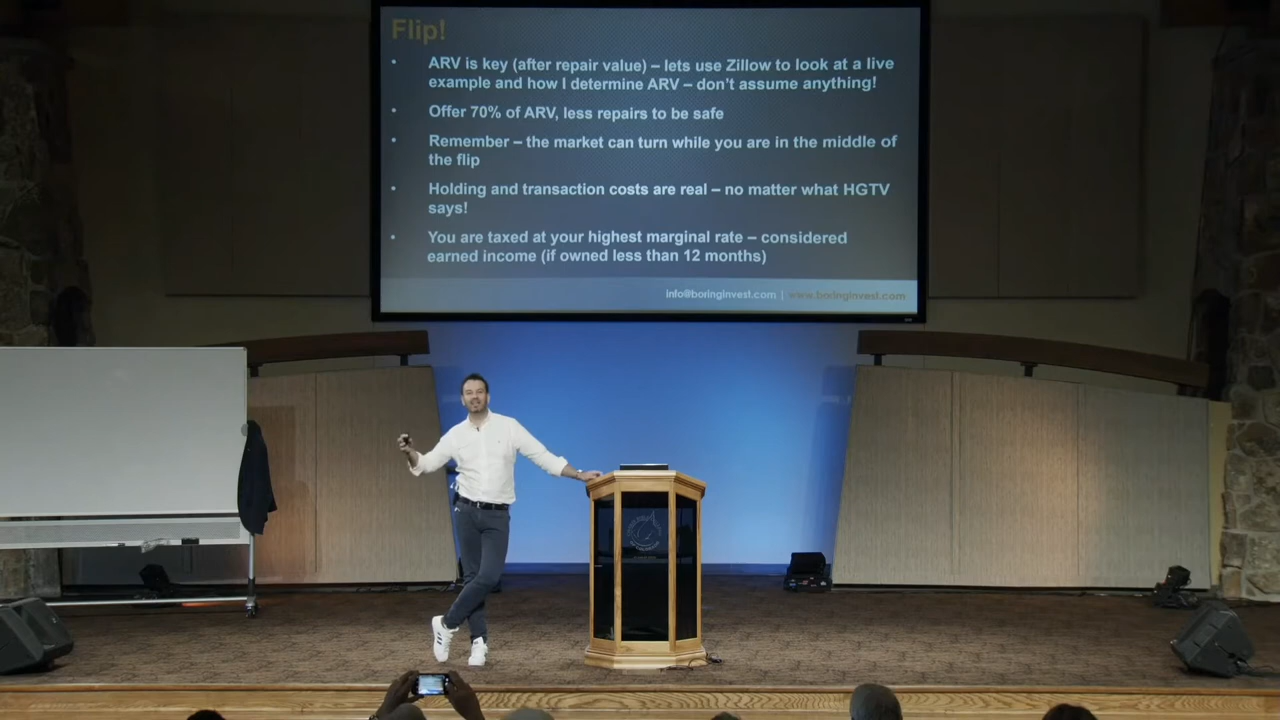 Flip!
• ARV is key (after repair value) – lets use Zillow to look at a live
example and how I determine ARV – don't assume anything!
• Offer 70% of ARV, less repairs to be safe
• Remember – the market can turn while you are in the middle of
the flip
• Holding and transaction costs are real – no matter what HGTV
says!
• You are taxed at your highest marginal rate – considered
earned income (if owned less than 12 months)
info@boringinvest.com | www.boringinvest.com